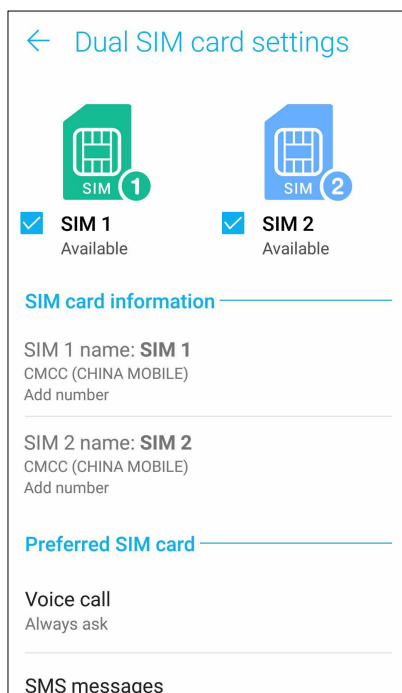 Dual SIM card settings
SIM 1
SIM 2
SIM 1
SIM 2
Available
Available
SIM card information
SIM 1 name: SIM 1
CMCC (CHINA MOBILE)
Add number
SIM 2 name: SIM 2
CMCC (CHINA MOBILE)
Add number
Preferred SIM card
Voice call
Always ask
SMS messages